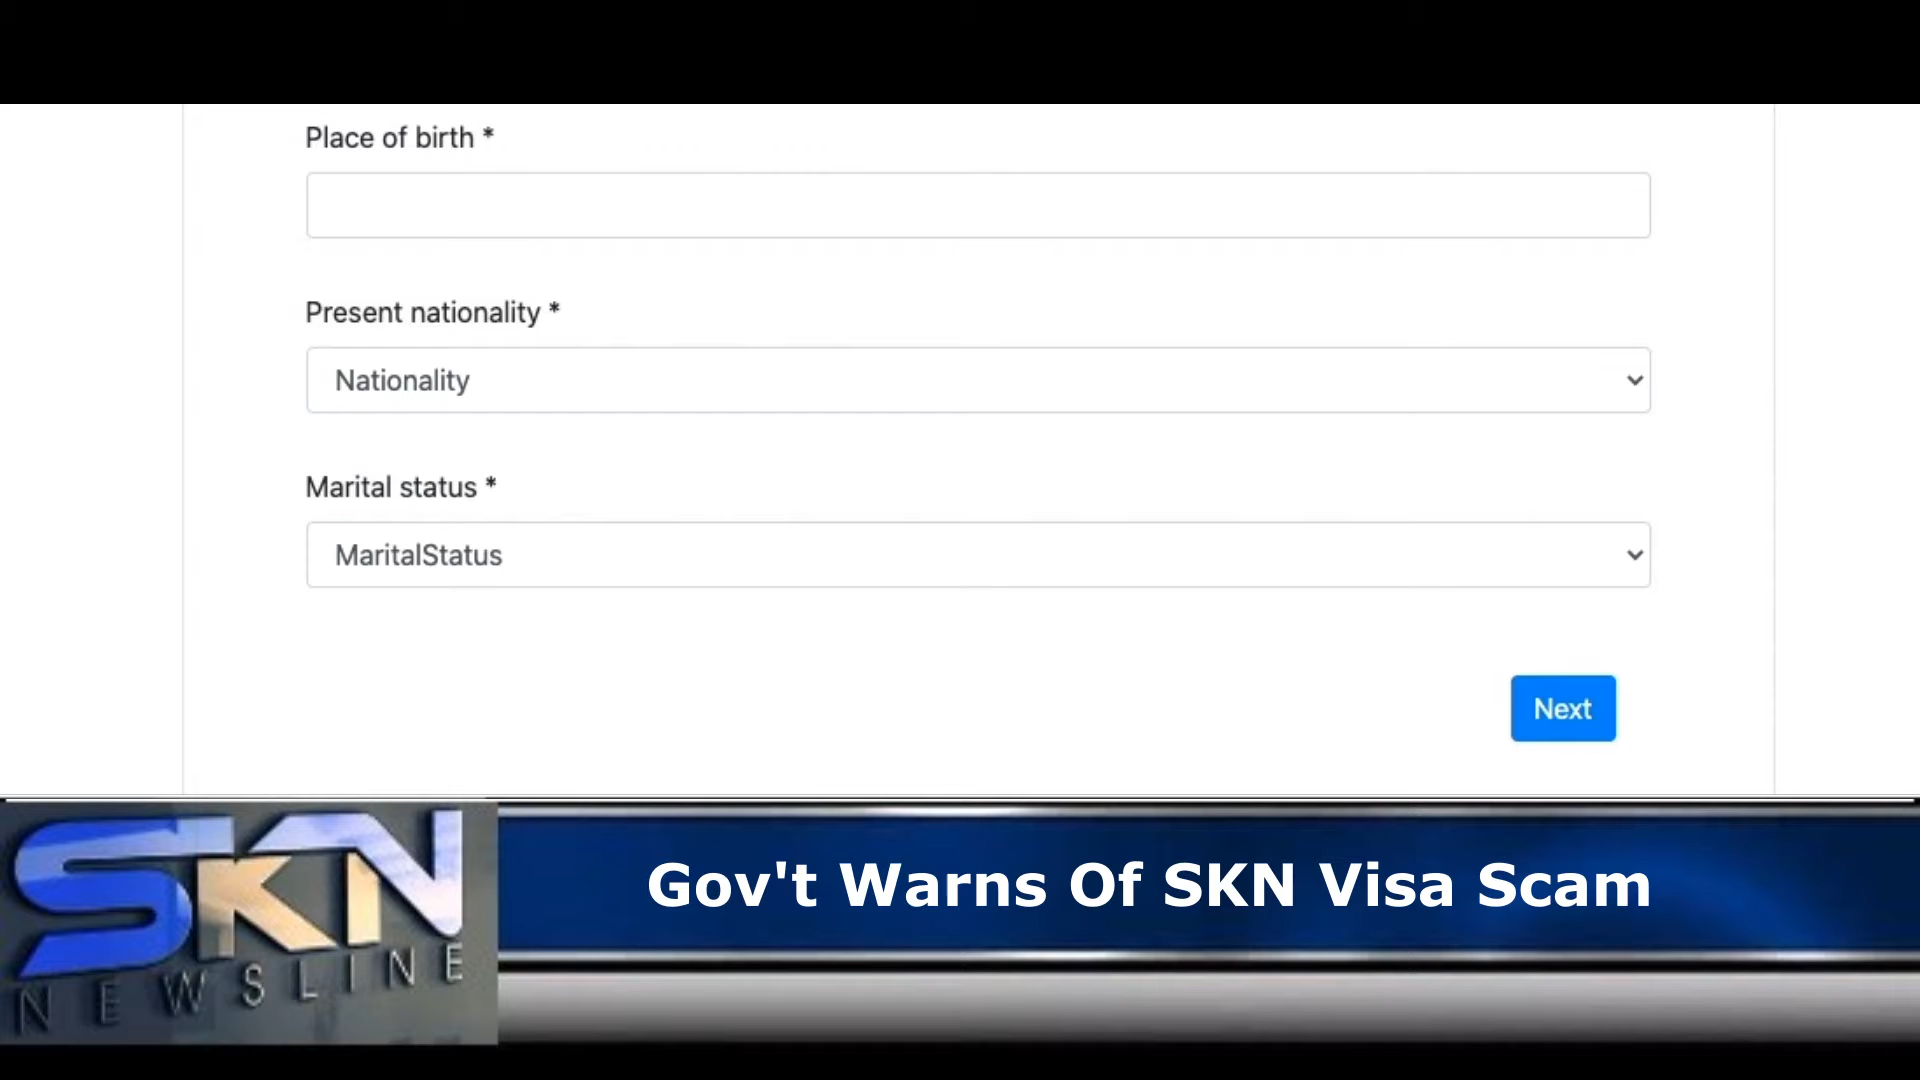 Place of birth *
Present nationality *
Nationality
Marital status *
MaritalStatus
Next
SKN
NEWSLINE
Gov't Warns Of SKN Visa Scam